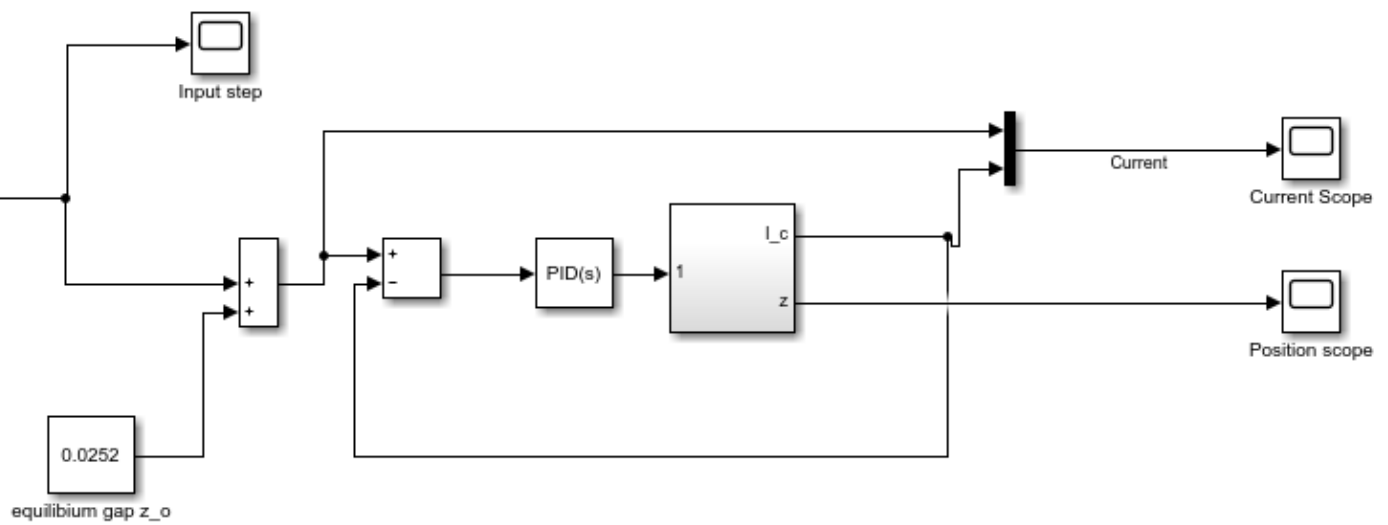 Input step
Current
Current Scope
I_c
+
−
PID(s)
1
+
+
z
Position scope
0.0252
equilibium gap z_o